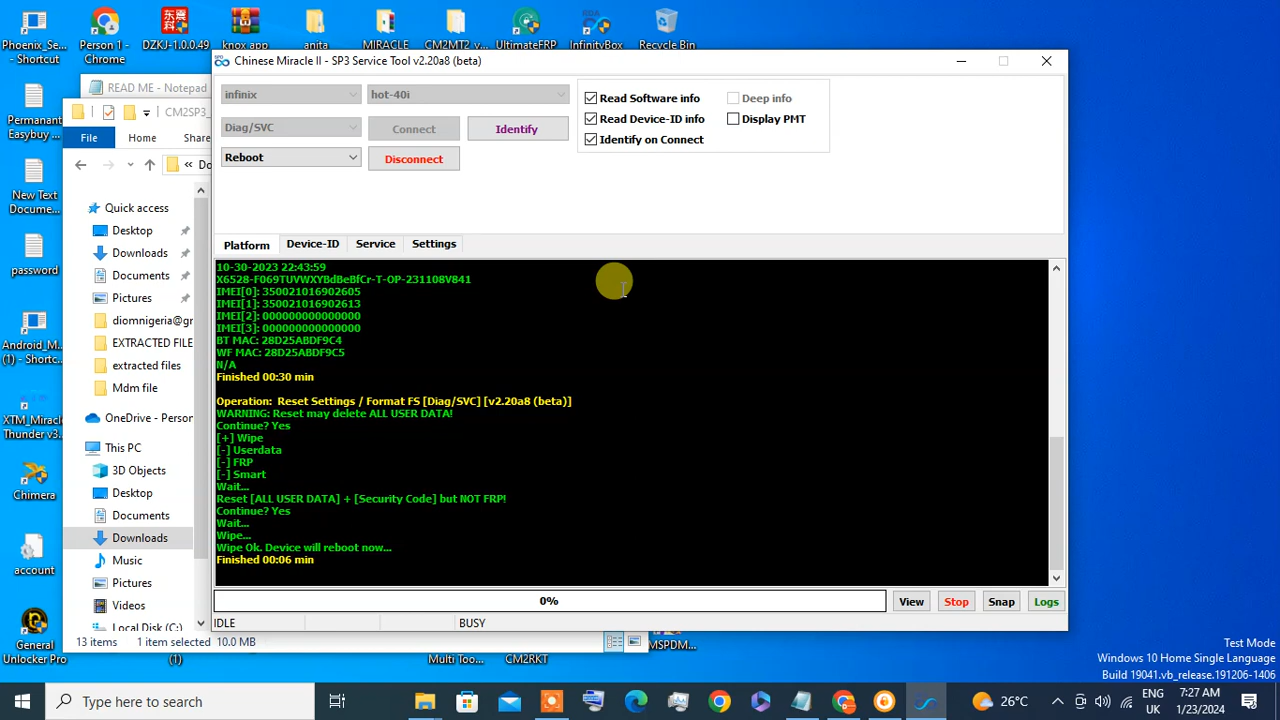 Phoenix_Se...
- Shortcut
Person 1 -
Chrome
DZKJ-1.0.0.49
knox app
anita
MIRACLE
CM2MT2_v...
UltimateFRP
InfinityBox
Recycle Bin
Permanant
Easybuy ...
New Text
Docume...
password
Android_M...
(1) - Shortc...
XTM_Miracle
Thunder v3...
Chimera
account
General
Unlocker Pro
READ ME - Notepad
CM2SP3_
File
Home
Share
« Do
Quick access
Desktop
Downloads
Documents
Pictures
diomnigeria@gr
EXTRACTED FILE
extracted files
Mdm file
OneDrive - Person
This PC
3D Objects
Desktop
Documents
Downloads
Music
Pictures
Videos
Local Disk (C:)
13 items
1 item selected 10.0 MB
(1)
Multi Too...
CM2RKT
MSPDM...
Chinese Miracle II - SP3 Service Tool v2.20a8 (beta)
infinix
hot-40i
Diag/SVC
Connect
Identify
Reboot
Disconnect
Read Software info
Deep info
Read Device-ID info
Display PMT
Identify on Connect
Platform
Device-ID
Service
Settings
10-30-2023 22:43:59
X6528-F069TUVWXYBdBeBfCr-T-OP-231108V841
IMEI[0]: 350021016902605
IMEI[1]: 350021016902613
IMEI[2]: 000000000000000
IMEI[3]: 000000000000000
BT MAC: 28D25ABDF9C4
WF MAC: 28D25ABDF9C5
N/A
Finished 00:30 min
Operation: Reset Settings / Format FS [Diag/SVC] [v2.20a8 (beta)]
WARNING: Reset may delete ALL USER DATA!
Continue? Yes
[+] Wipe
[-] Userdata
[-] FRP
[-] Smart
Wait...
Reset [ALL USER DATA] + [Security Code] but NOT FRP!
Continue? Yes
Wait...
Wipe...
Wipe Ok. Device will reboot now...
Finished 00:06 min
0%
View
Stop
Snap
Logs
IDLE
BUSY
Test Mode
Windows 10 Home Single Language
Build 19041.vb_release.191206-1406
Type here to search
26°C
ENG
UK
7:27 AM
1/23/2024